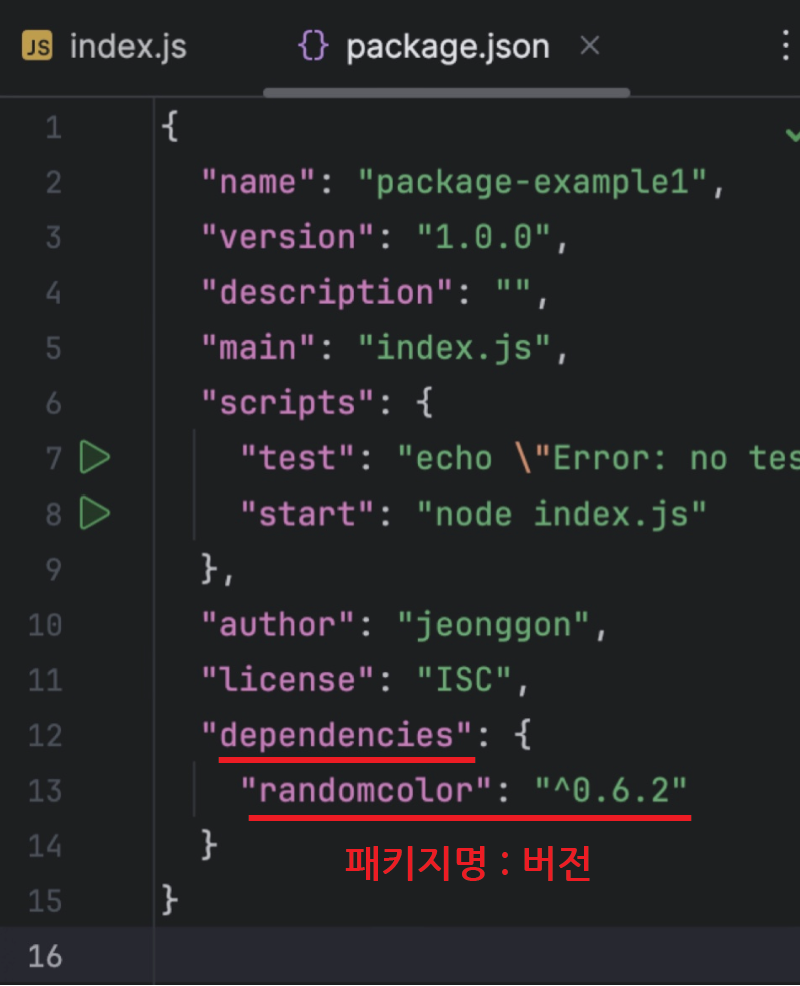 JS index.js {} package.json ×
1 {
2 "name": "package-example1",
3 "version": "1.0.0",
4 "description": "",
5 "main": "index.js",
6 "scripts": {
7 "test": "echo \"Error: no tes
8 "start": "node index.js"
9 },
10 "author": "jeonggon",
11 "license": "ISC",
12 "dependencies": {
13 "randomcolor": "^0.6.2"
14 }
패키지명 : 버전
15 }
16